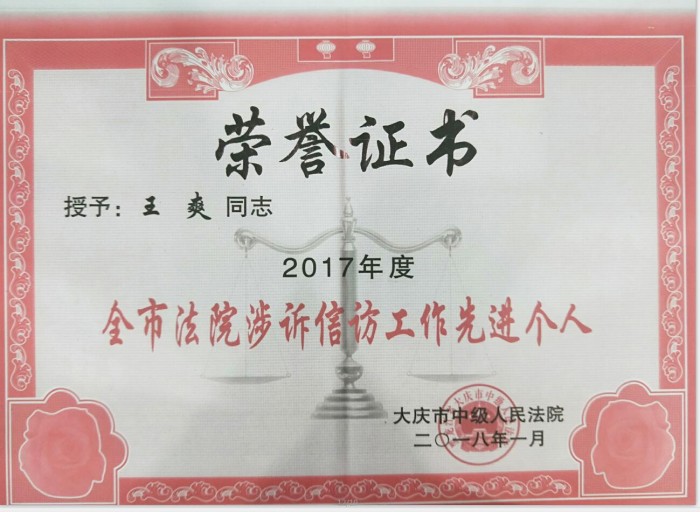 荣誉证书
授予：王 爽 同志
2017年度
全市法院涉诉信访工作先进个人
大庆市中级人民法院
二〇一八年一月